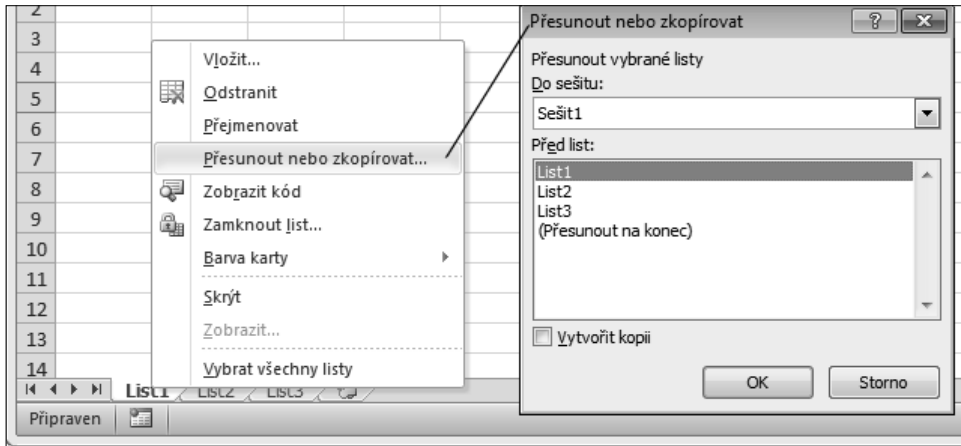 2
3
4
5
6
7
8
9
10
11
12
13
14
Vložit...
Odstranit
Přejmenovat
Přesunout nebo zkopírovat...
Zobrazit kód
Zamknout list...
Barva karty
Skrýt
Zobrazit...
Vybrat všechny listy
List1 List2 List3
Připraven
Přesunout nebo zkopírovat
Přesunout vybrané listy
Do sešitu:
Sešit1
Před list:
List1
List2
List3
(Přesunout na konec)
Vytvořit kopii
OK Storno